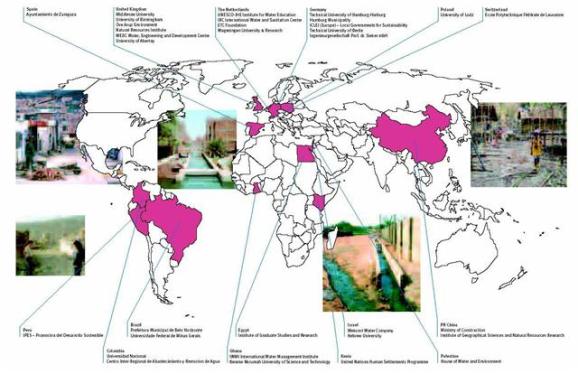 Spain
Ayuntamiento de Zaragoza
United Kingdom
Middlesex University
University of Birmingham
Ove Arup Environment
Natural Resources Institute
WEDC Water, Engineering and Development Centre
University of Abertay
The Netherlands
UNESCO-IHE Institute for Water Education
IRC International Water and Sanitation Centre
ETC Foundation
Wageningen University & Research
Germany
Technical University of Hamburg-Harburg
Hamburg Municipality
ICLEI (Europe) – Local Governments for Sustainability
Technical University of Berlin
Ingenieurgesellschaft Prof. Dr.
Poland
University of Lodz
Switzerland
Ecole Polytechnique Fédérale de Lausanne
Peru
IPES – Promoción del Desarrollo Sostenible
Colombia
Universidad Nacional
Centro Inter-Regional de Abastecimiento y Remoción de Agua
Brazil
Prefeitura Municipal de Belo Horizonte
Universidade Federal de Minas Gerais
Ghana
IWMI International Water Management Institute
Kwame Nkrumah University of Science and Technology
Egypt
Institute of Graduate Studies and Research
Israel
Mekorot Water Company
Hebrew University
Kenia
United Nations Human Settlements Programme
PR China
Ministry of Construction
Institute of Geographical Sciences and Natural Resources Research
Palestine
House of Water and Environment